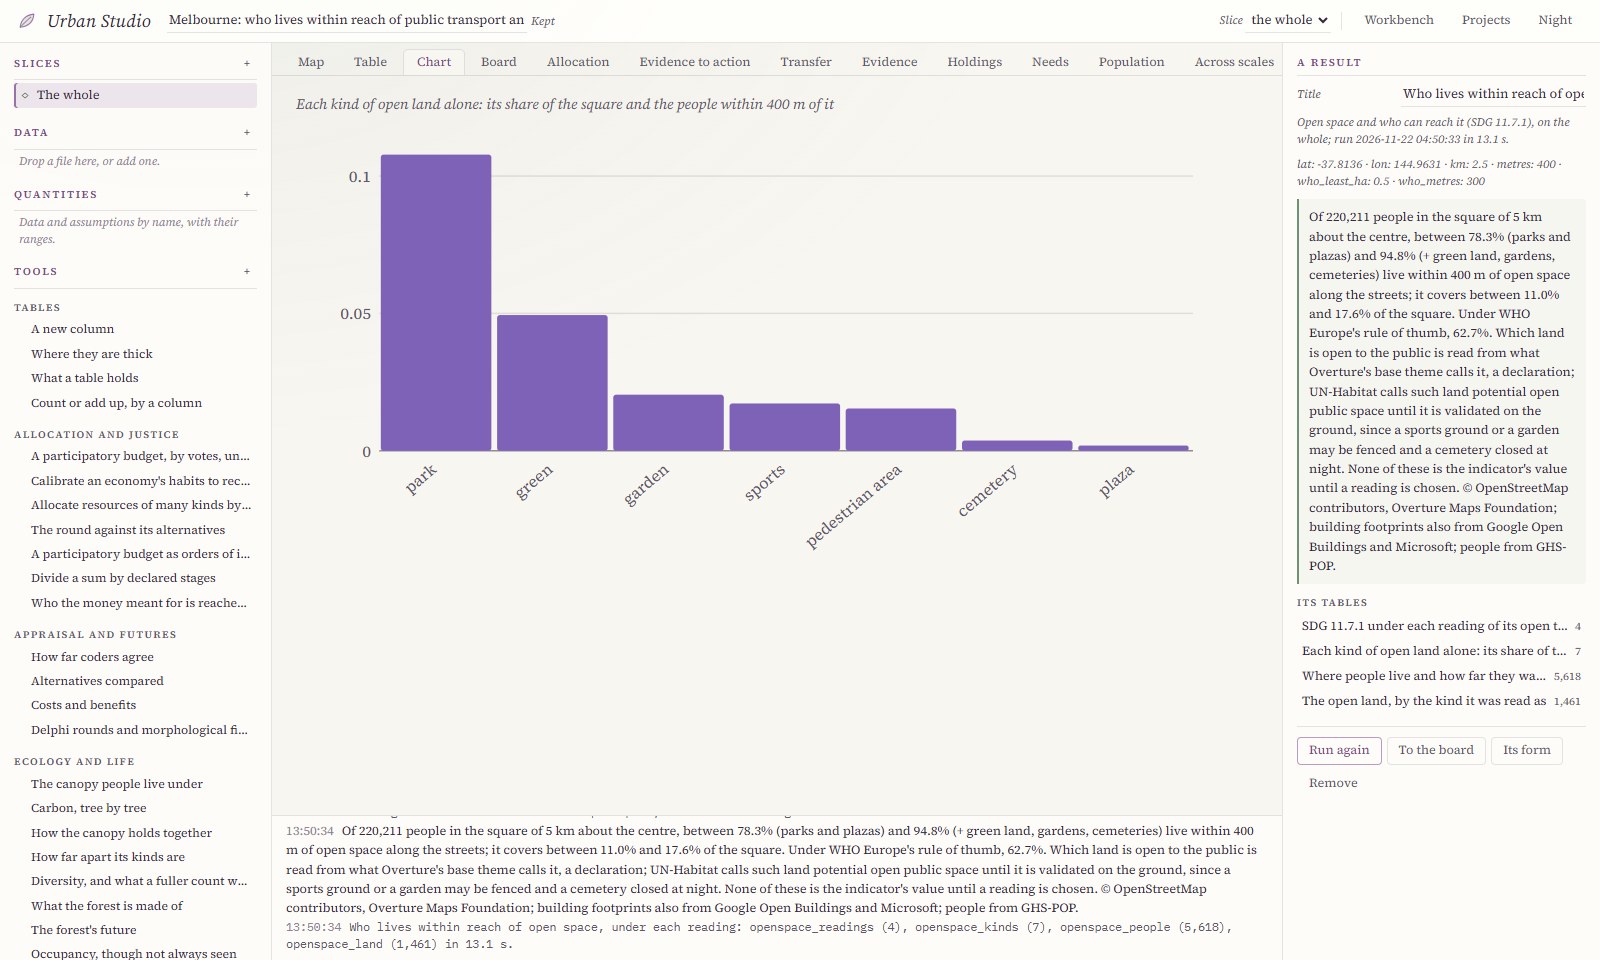 Urban Studio
Melbourne: who lives within reach of public transport an
Kept
Slice the whole
Workbench
Projects
Night
SLICES +
The whole
DATA +
Drop a file here, or add one.
QUANTITIES +
Data and assumptions by name, with their
ranges.
TOOLS +
TABLES
A new column
Where they are thick
What a table holds
Count or add up, by a column
ALLOCATION AND JUSTICE
A participatory budget, by votes, un...
Calibrate an economy's habits to rec...
Allocate resources of many kinds by...
The round against its alternatives
A participatory budget as orders of i...
Divide a sum by declared stages
Who the money meant for is reache...
APPRAISAL AND FUTURES
How far coders agree
Alternatives compared
Costs and benefits
Delphi rounds and morphological fi...
ECOLOGY AND LIFE
The canopy people live under
Carbon, tree by tree
How the canopy holds together
How far apart its kinds are
Diversity, and what a fuller count w...
What the forest is made of
The forest's future
Occupancy, though not always seen
Map
Table
Chart
Board
Allocation
Evidence to action
Transfer
Evidence
Holdings
Needs
Population
Across scales
Each kind of open land alone: its share of the square and the people within 400 m of it
0.1
0.05
0
park
green
garden
sports
pedestrian area
cemetery
plaza
13:50:34 Of 220,211 people in the square of 5 km about the centre, between 78.3% (parks and plazas) and 94.8% (+ green land, gardens, cemeteries) live within 400
m of open space along the streets; it covers between 11.0% and 17.6% of the square. Under WHO Europe's rule of thumb, 62.7%. Which land is open to the public is
read from what Overture's base theme calls it, a declaration; UN-Habitat calls such land potential open public space until it is validated on the ground, since a
sports ground or a garden may be fenced and a cemetery closed at night. None of these is the indicator's value until a reading is chosen. © OpenStreetMap
contributors, Overture Maps Foundation; building footprints also from Google Open Buildings and Microsoft; people from GHS-POP.
13:50:34 Who lives within reach of open space, under each reading: openspace_readings (4), openspace_kinds (7), openspace_people (5,618),
openspace_land (1,461) in 13.1 s.
A RESULT
Title Who lives within reach of ope
Open space and who can reach it (SDG 11.7.1), on the
whole; run 2026-11-22 04:50:33 in 13.1 s.
lat: -37.8136 · lon: 144.9631 · km: 2.5 · metres: 400 ·
who_least_ha: 0.5 · who_metres: 300
Of 220,211 people in the square of 5 km
about the centre, between 78.3% (parks and
plazas) and 94.8% (+ green land, gardens,
cemeteries) live within 400 m of open space
along the streets; it covers between 11.0%
and 17.6% of the square. Under WHO
Europe's rule of thumb, 62.7%. Which land
is open to the public is read from what
Overture's base theme calls it, a declaration;
UN-Habitat calls such land potential open
public space until it is validated on the
ground, since a sports ground or a garden
may be fenced and a cemetery closed at
night. None of these is the indicator's value
until a reading is chosen. © OpenStreetMap
contributors, Overture Maps Foundation;
building footprints also from Google Open
Buildings and Microsoft; people from GHS-
POP.
ITS TABLES
SDG 11.7.1 under each reading of its open t... 4
Each kind of open land alone: its share of t... 7
Where people live and how far they wa... 5,618
The open land, by the kind it was read as 1,461
Run again
To the board
Its form
Remove